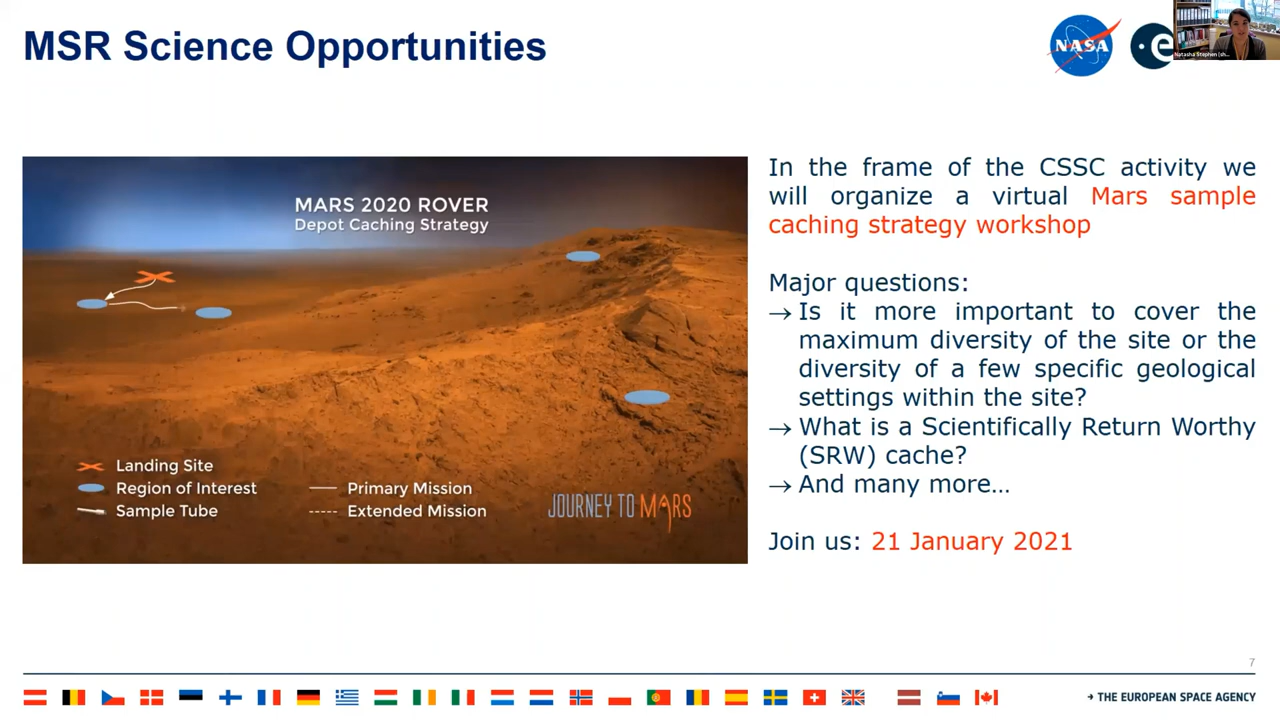 MSR Science Opportunities
NASA
e
Natasha Stephen (sh...
MARS 2020 ROVER
Depot Caching Strategy
Landing Site
Region of Interest
Sample Tube
Primary Mission
Extended Mission
JOURNEY TO MARS
In the frame of the CSSC activity we
will organize a virtual Mars sample
caching strategy workshop
Major questions:
→ Is it more important to cover the
maximum diversity of the site or the
diversity of a few specific geological
settings within the site?
→ What is a Scientifically Return Worthy
(SRW) cache?
→ And many more…
Join us: 21 January 2021
7
→ THE EUROPEAN SPACE AGENCY